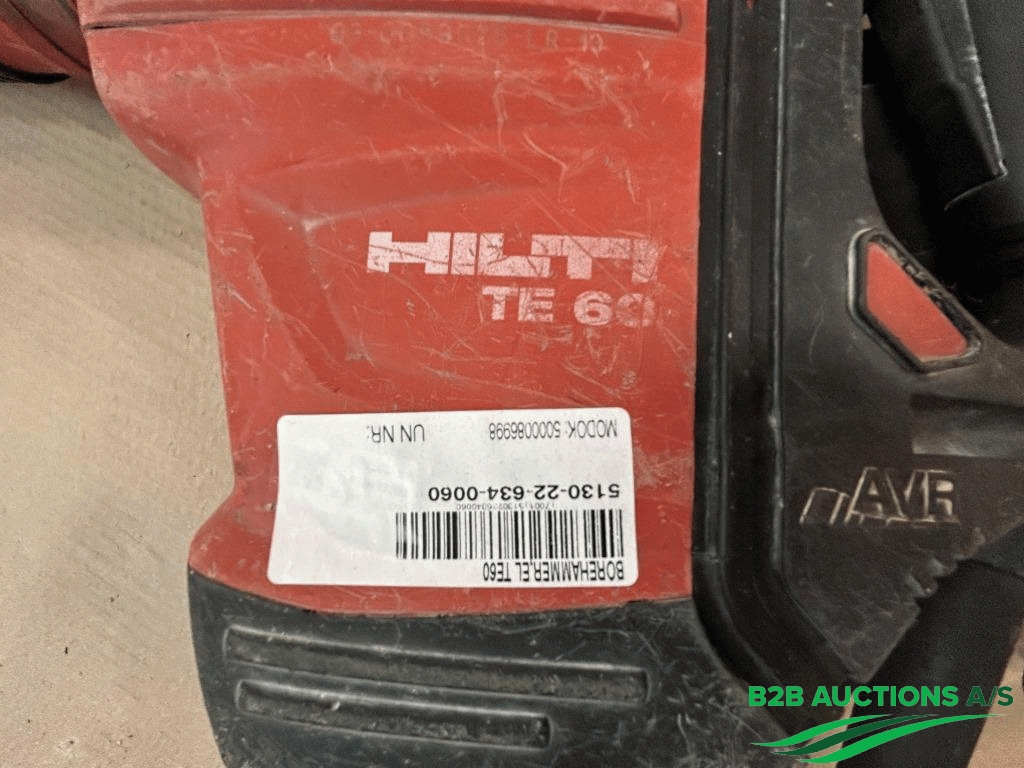 HILTI
TE 60
BOREHAMMER,EL TE60
5130-22-634-0060
MODOK: 5000086998 UN NR:
AVR
B2B AUCTIONS A/S